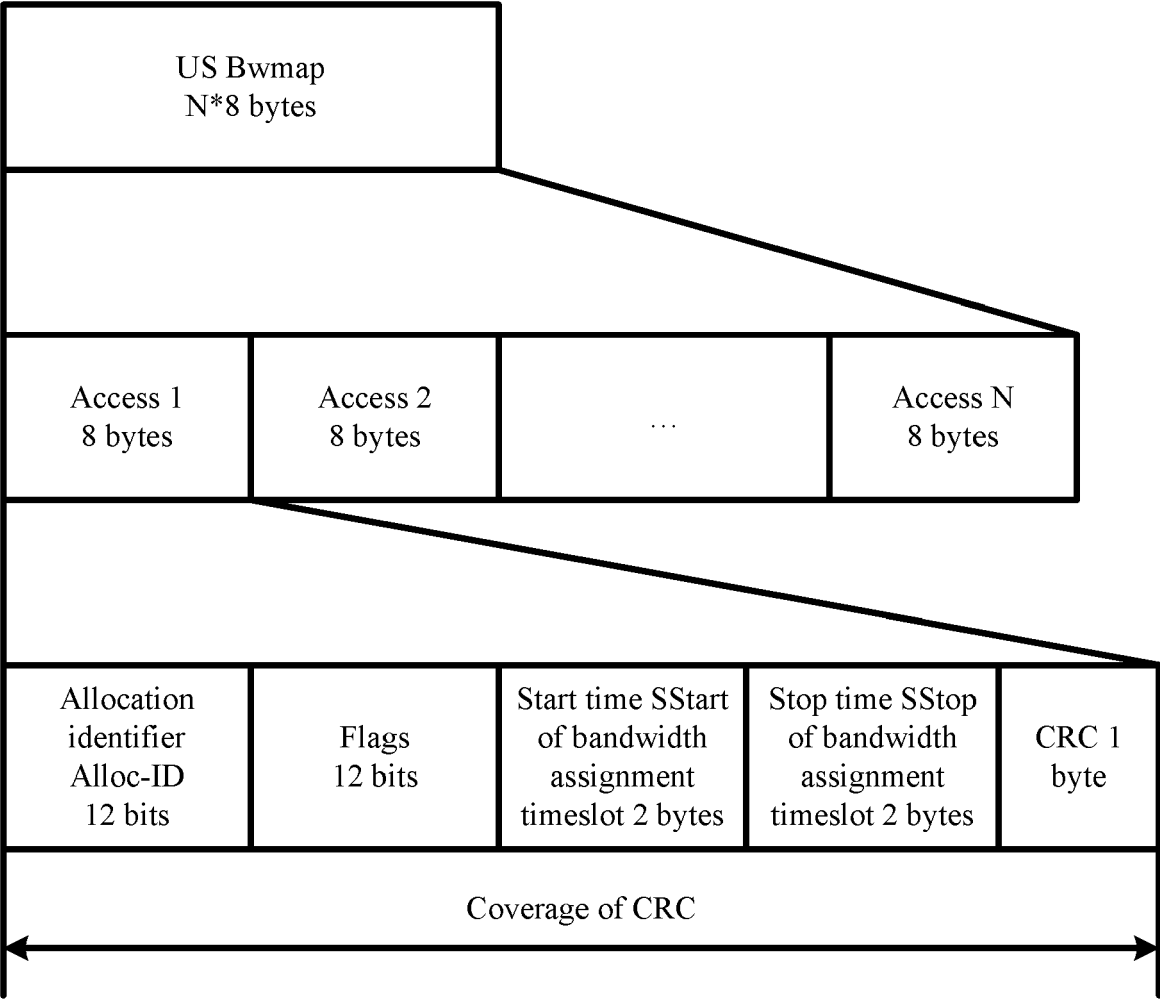 US Bwmap
N*8 bytes
Access 1
8 bytes
Access 2
8 bytes
...
Access N
8 bytes
Allocation
identifier
Alloc-ID
12 bits
Flags
12 bits
Start time SStart
of bandwidth
assignment
timeslot 2 bytes
Stop time SStop
of bandwidth
assignment
timeslot 2 bytes
CRC 1
byte
Coverage of CRC